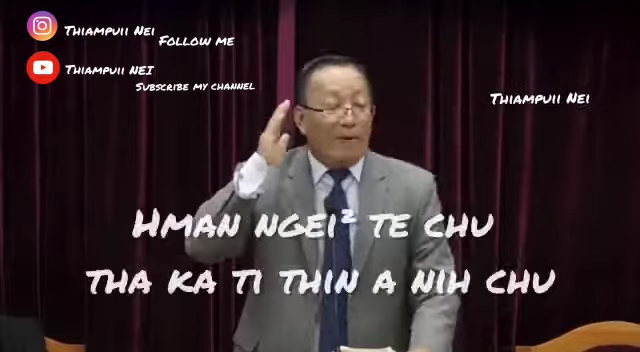 Thiampuii Nei
Follow me
Thiampuii NEI
Subscribe my channel
Thiampuii Nei
Hman ngei² te chu
tha ka ti thin a nih chu